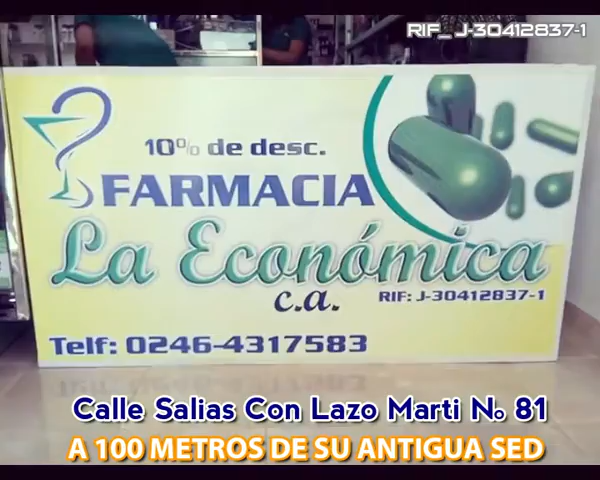 RIF_ J-30412837-1
10% de desc.
FARMACIA
La Económica
c.a.
RIF: J-30412837-1
Telf: 0246-4317583
Calle Salias Con Lazo Marti No 81
A 100 METROS DE SU ANTIGUA SED